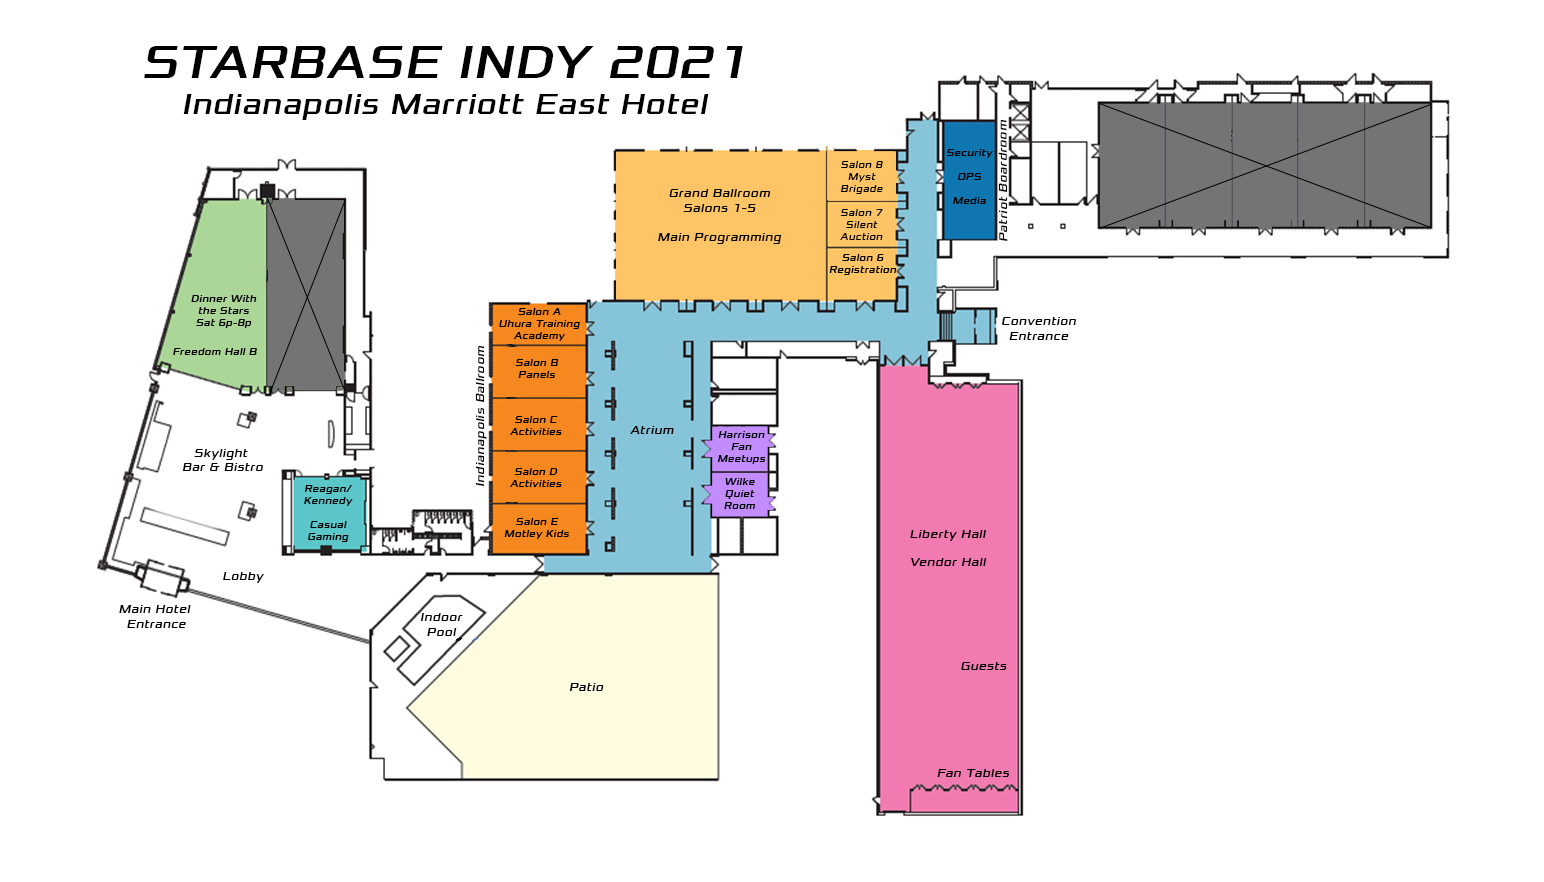 STARBASE INDY 2021
Indianapolis Marriott East Hotel
Grand Ballroom
Salons 1-5
Main Programming
Salon 8
Myst
Brigade
Salon 7
Silent
Auction
Salon 6
Registration
Security
OPS
Media
Patriot Boardroom
Convention
Entrance
Dinner With
the Stars
Sat 6p-8p
Freedom Hall B
Indianapolis Ballroom
Salon A
Uhura Training
Academy
Salon B
Panels
Salon C
Activities
Salon D
Activities
Salon E
Motley Kids
Atrium
Harrison
Fan
Meetups
Wilke
Quiet
Room
Skylight
Bar & Bistro
Reagan/
Kennedy
Casual
Gaming
Lobby
Main Hotel
Entrance
Indoor
Pool
Patio
Liberty Hall
Vendor Hall
Guests
Fan Tables